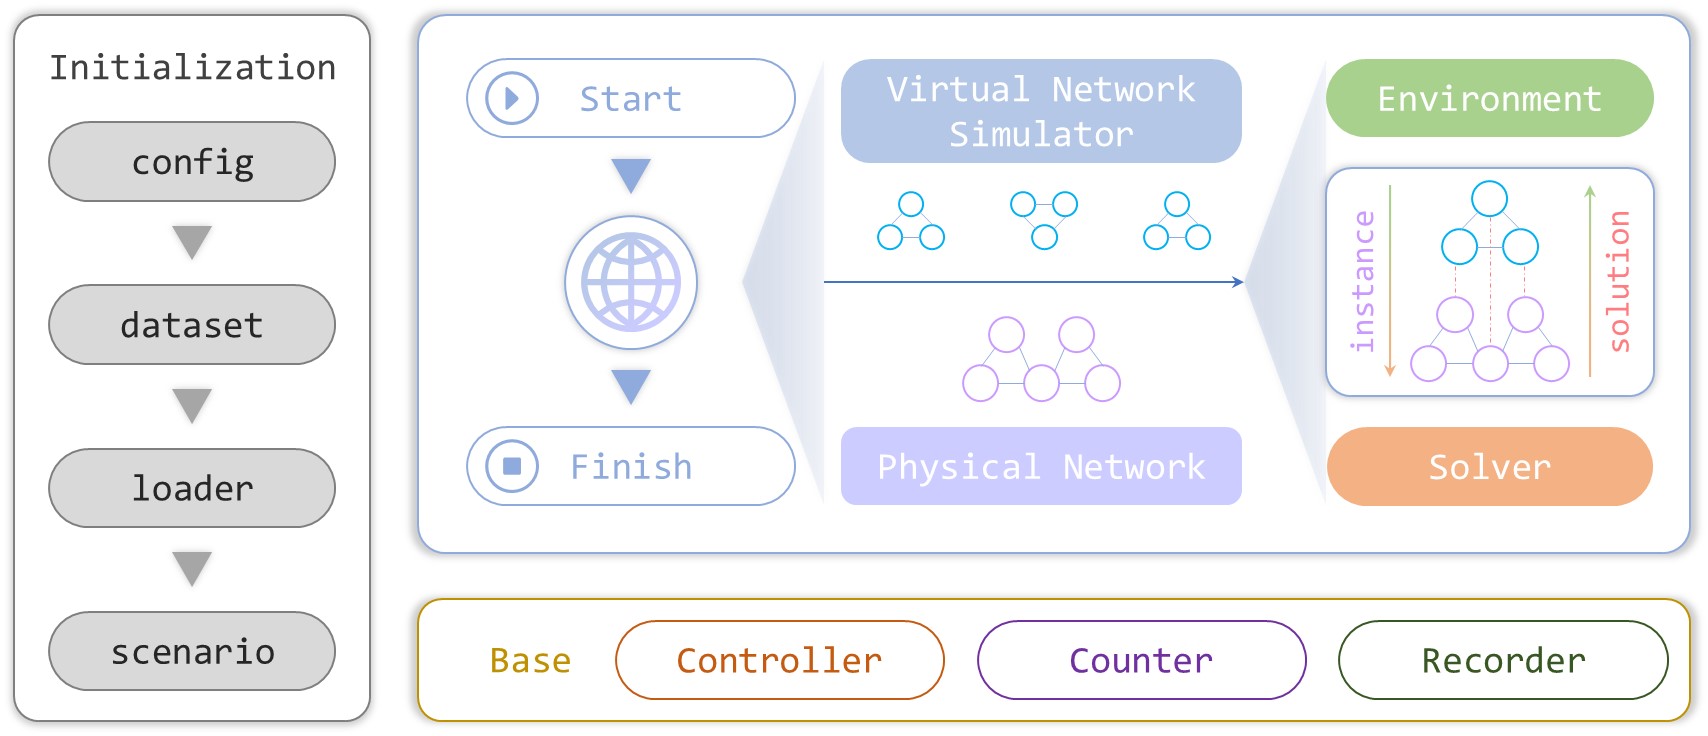 Initialization
config
dataset
loader
scenario
Start
Finish
Virtual Network
Simulator
Physical Network
Environment
instance
solution
Solver
Base
Controller
Counter
Recorder